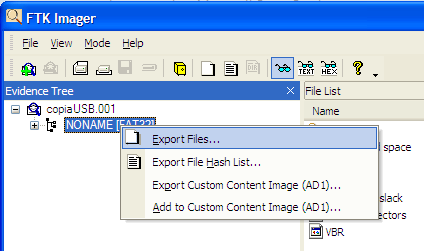 FTK Imager
File View Mode Help
TEXT HEX
Evidence Tree
File List
Name
copiaUSB.001
NONAME [FAT32]
Export Files...
Export File Hash List...
Export Custom Content Image (AD1)...
Add to Custom Content Image (AD1)...
d space
slack
ectors
VBR